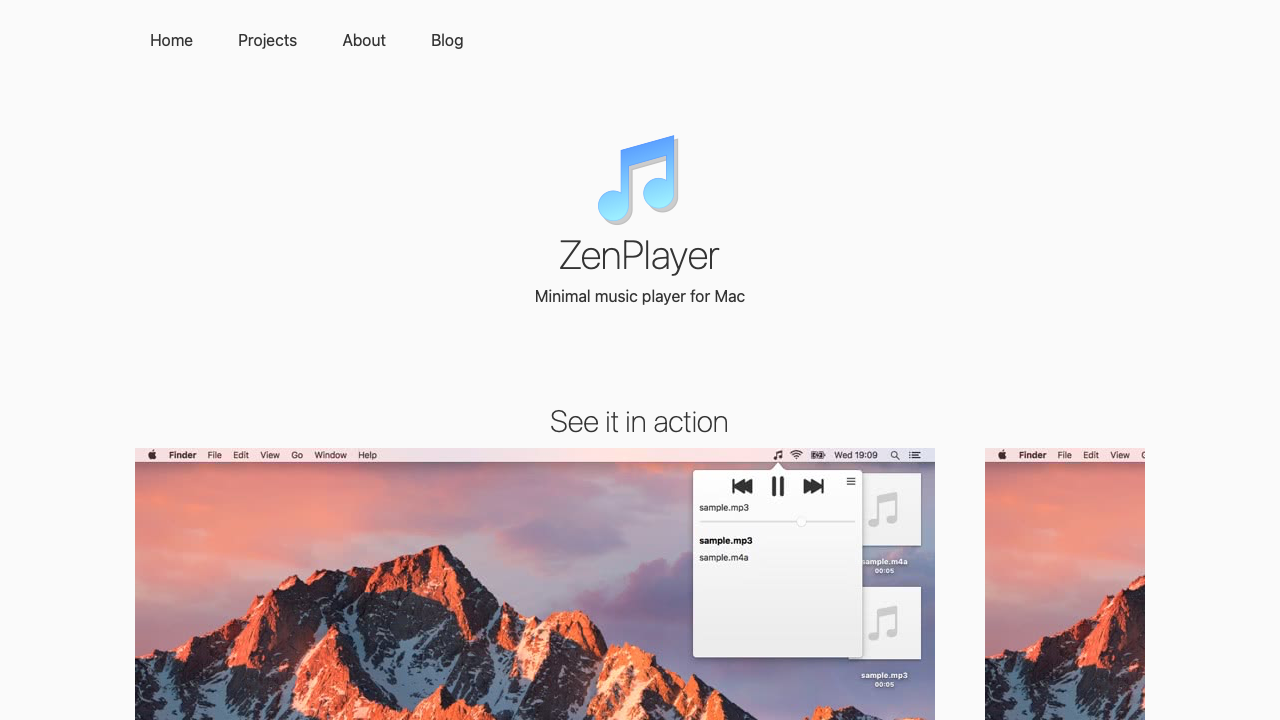 Home Projects About Blog
ZenPlayer
Minimal music player for Mac
See it in action
Finder File Edit View Go Window Help Wed 19:09
Finder File Edit View
sample.mp3
sample.mp3
sample.m4a
sample.m4a
00:05
sample.mp3
00:05